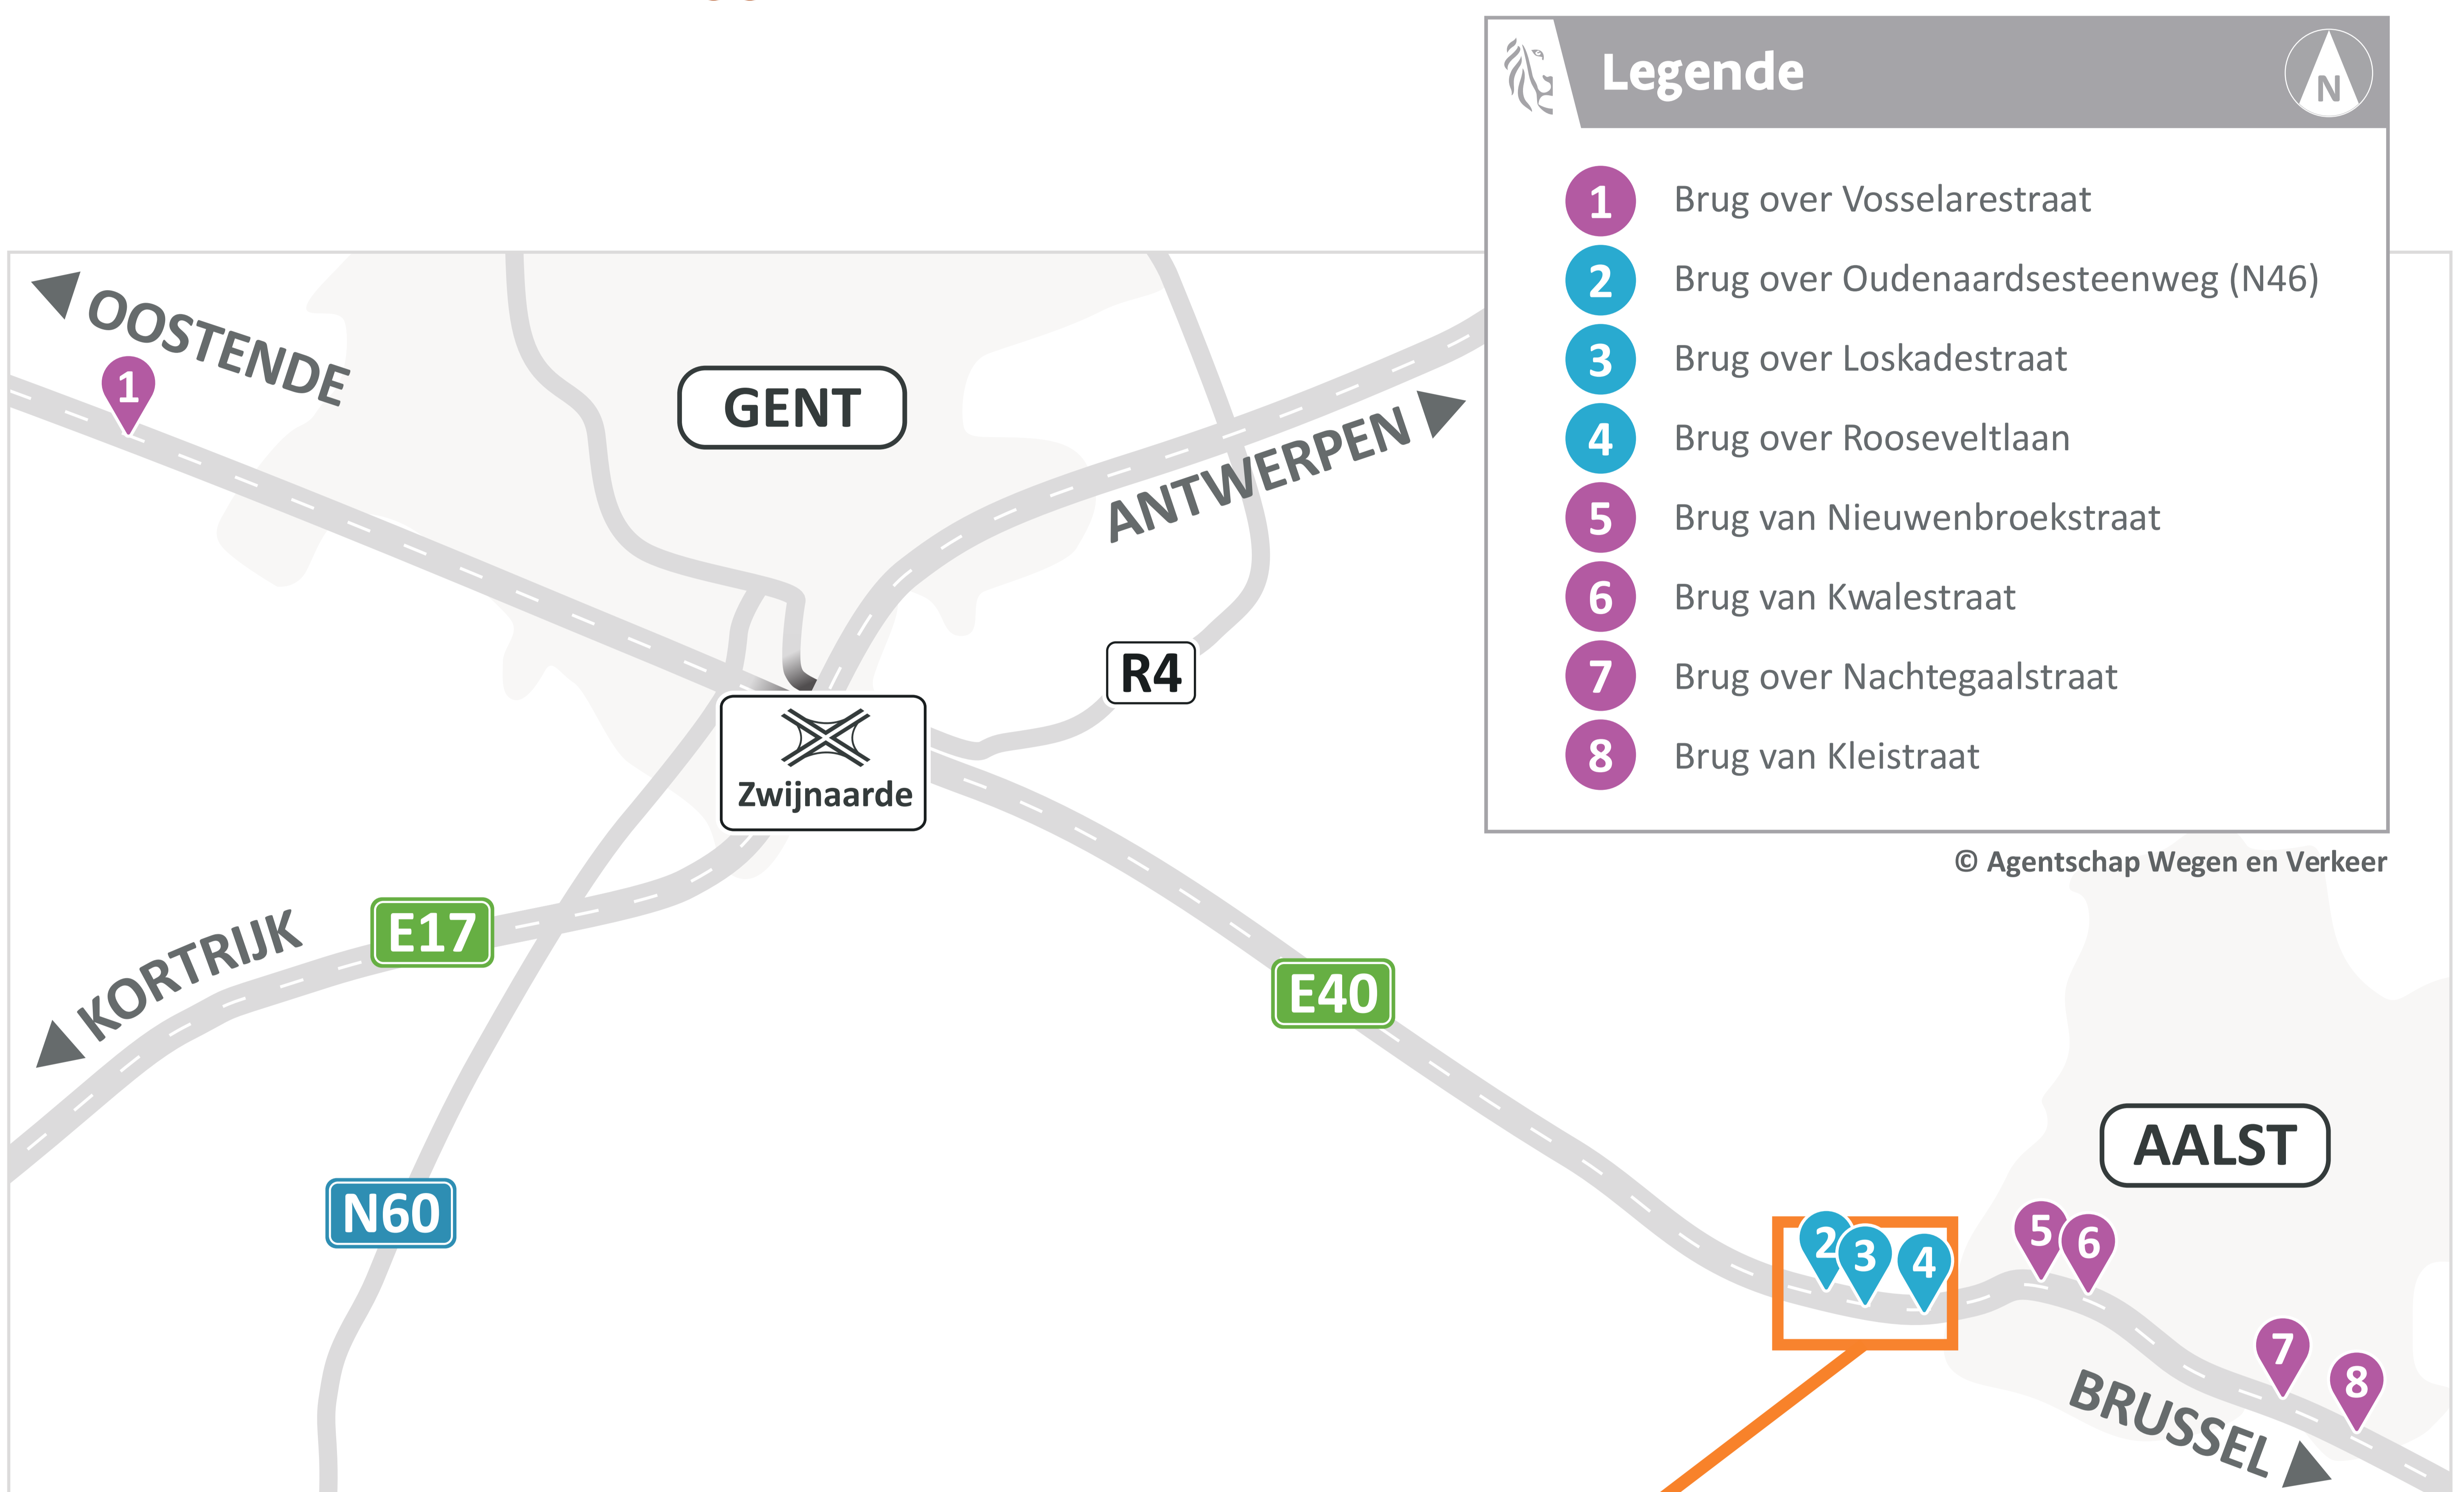 Legende
N
1 Brug over Vosselarestraat
2 Brug over Oudenaardsesteenweg (N46)
3 Brug over Loskadestraat
4 Brug over Rooseveltlaan
5 Brug van Nieuwenbroekstraat
6 Brug van Kwalestraat
7 Brug over Nachtegaalstraat
8 Brug van Kleistraat
© Agentschap Wegen en Verkeer
OOSTENDE
1
GENT
ANTWERPEN
R4
Zwijnaarde
E17
KORTRIJK
E40
N60
AALST
2
3
4
5
6
7
8
BRUSSEL